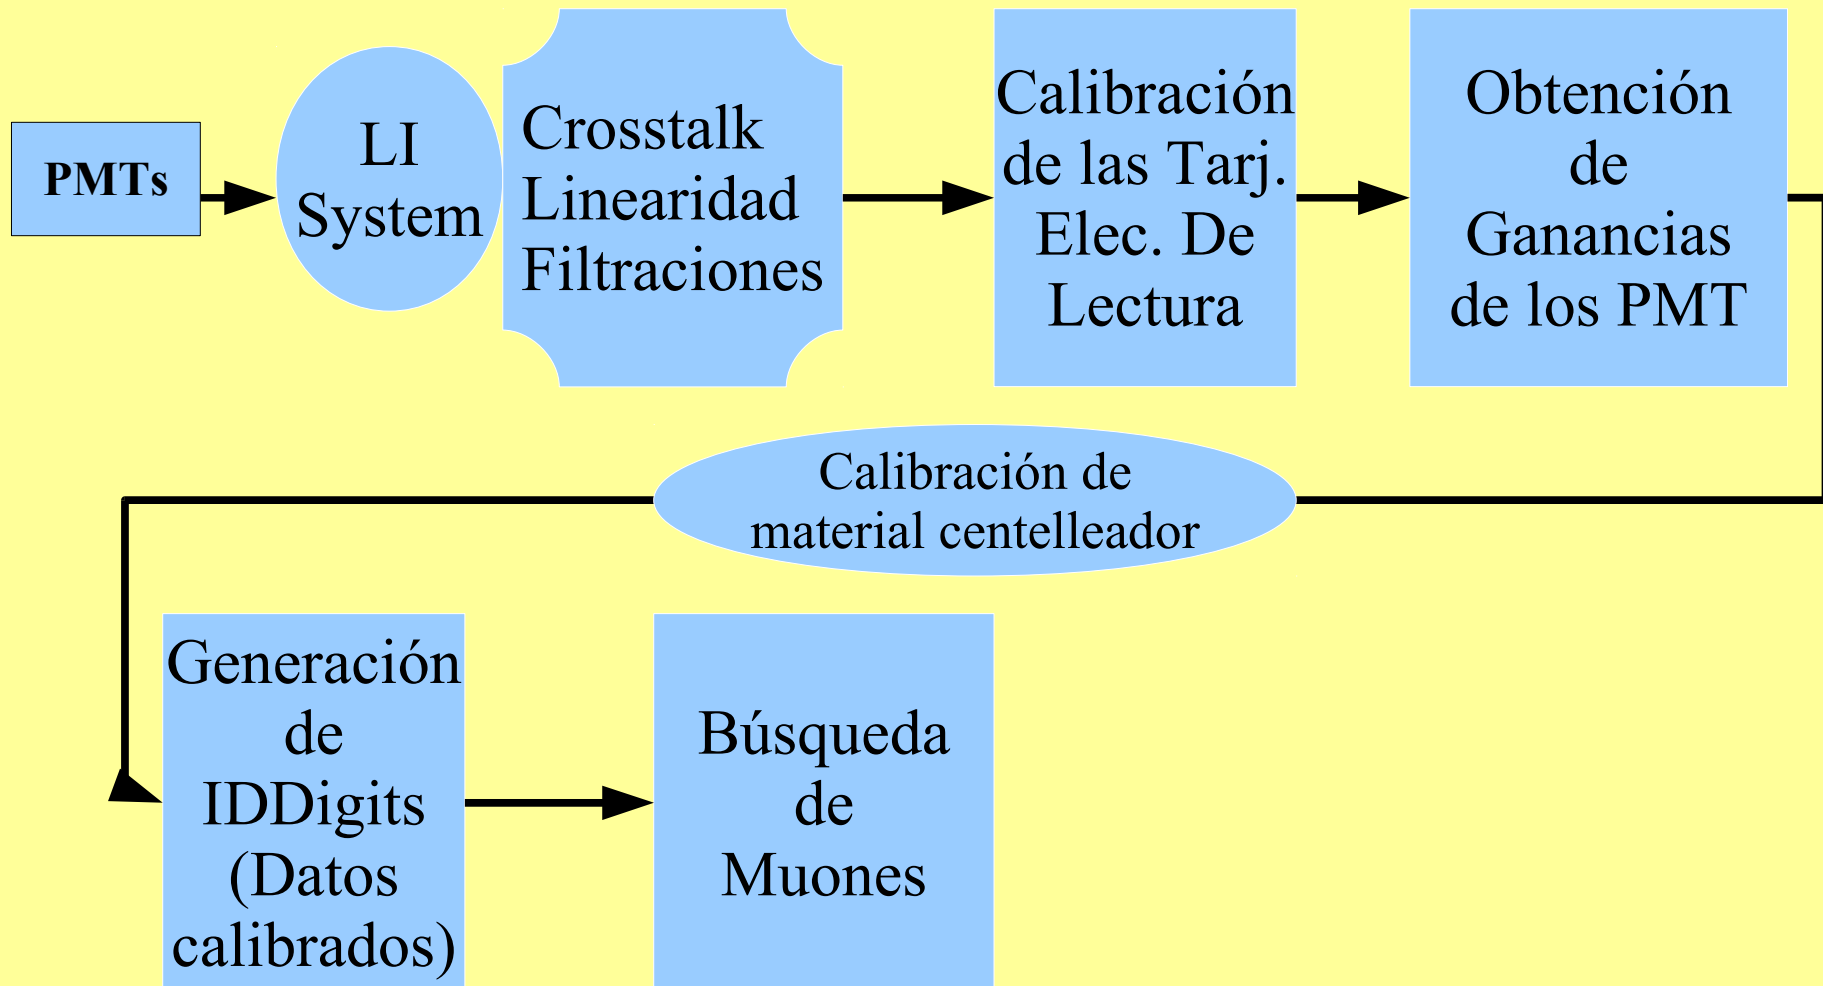 PMTs
LI
System
Crosstalk
Linearidad
Filtraciones
Calibración
de las Tarj.
Elec. De
Lectura
Obtención
de
Ganancias
de los PMT
Calibración de
material centelleador
Generación
de
IDDigits
(Datos
calibrados)
Búsqueda
de
Muones